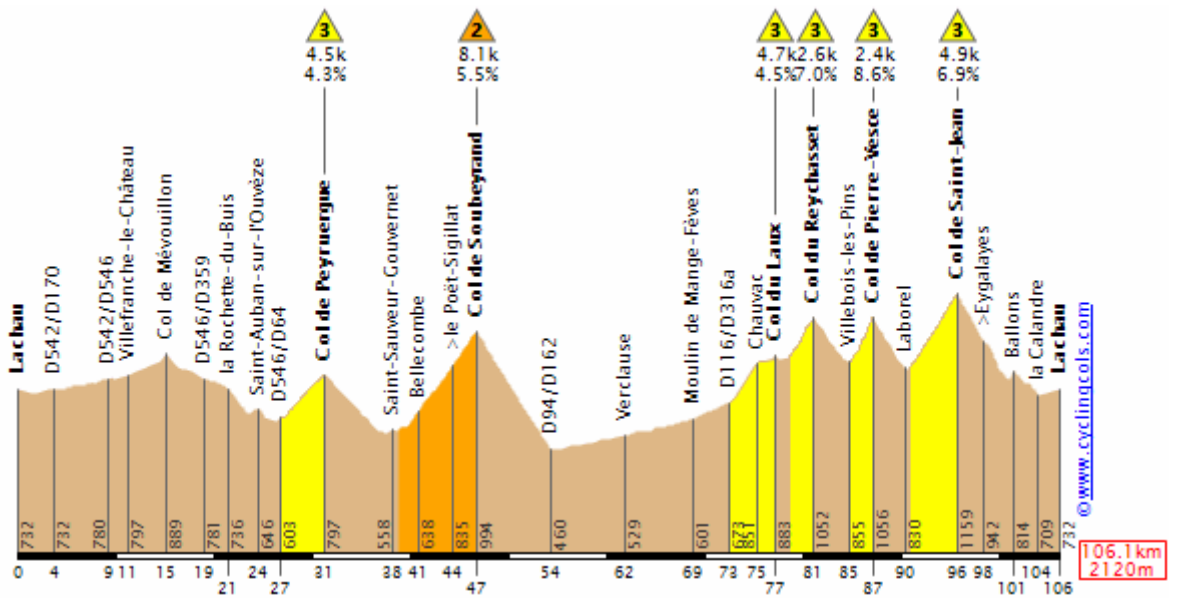 3
4.5k
4.3%
2
8.1k
5.5%
3
4.7k
4.5%
3
2.6k
7.0%
3
2.4k
8.6%
3
4.9k
6.9%
Lachau
D542/D170
D542/D546
Villefranche-le-Château
Col de Mévouillon
D546/D359
la Rochette-du-Buis
Saint-Auban-sur-l'Ouvèze
D546/D64
Col de Peyruergue
Saint-Sauveur-Gouvernet
Bellecombe
>le Poët-Sigillat
Col de Soubeyrand
D94/D162
Verclause
Moulin de Mange-Fèves
D116/D316a
Chauvac
Col du Laux
Col du Reychasset
Villebois-les-Pins
Col de Pierre-Vesce
Laborel
Col de Saint-Jean
>Eygalayes
Ballons
la Calandre
Lachau
732
732
780
797
889
781
736
646
603
797
558
638
835
994
460
529
601
673
851
883
1052
855
1056
830
1159
942
814
709
732
0 4 9 11 15 19 21 24 27 31 38 41 44 47 54 62 69 73 75 77 81 85 87 90 96 98 101 104 106
106.1km
2120m
©www.cyclingcols.com